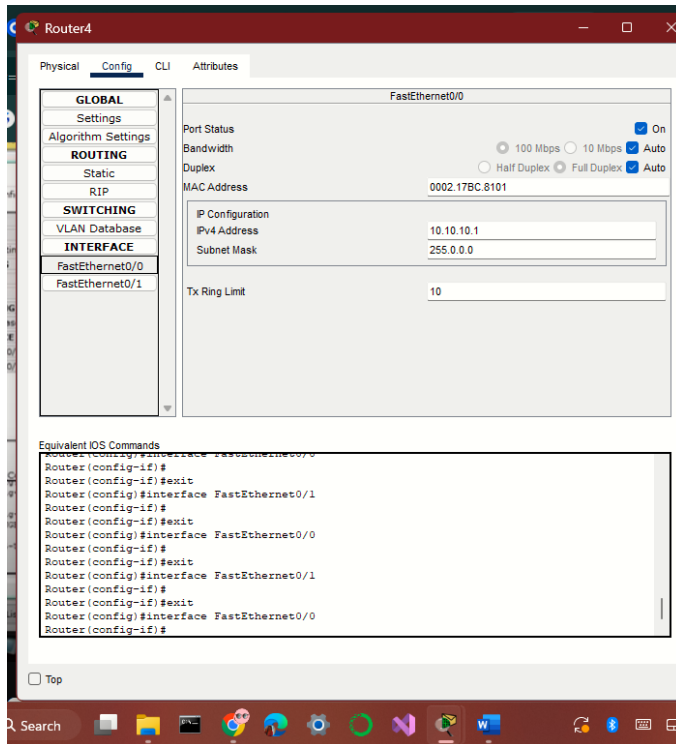 Router4
Physical Config CLI Attributes
GLOBAL
Settings
Algorithm Settings
ROUTING
Static
RIP
SWITCHING
VLAN Database
INTERFACE
FastEthernet0/0
FastEthernet0/1
FastEthernet0/0
Port Status On
Bandwidth 100 Mbps 10 Mbps Auto
Duplex Half Duplex Full Duplex Auto
MAC Address 0002.17BC.8101
IP Configuration
IPv4 Address 10.10.10.1
Subnet Mask 255.0.0.0
Tx Ring Limit 10
Equivalent IOS Commands
Router(config)#interface FastEthernet0/0
Router(config-if)#
Router(config-if)#exit
Router(config)#interface FastEthernet0/1
Router(config-if)#
Router(config-if)#exit
Router(config)#interface FastEthernet0/0
Router(config-if)#
Router(config-if)#exit
Router(config)#interface FastEthernet0/1
Router(config-if)#
Router(config-if)#exit
Router(config)#interface FastEthernet0/0
Router(config-if)#
Top
Search